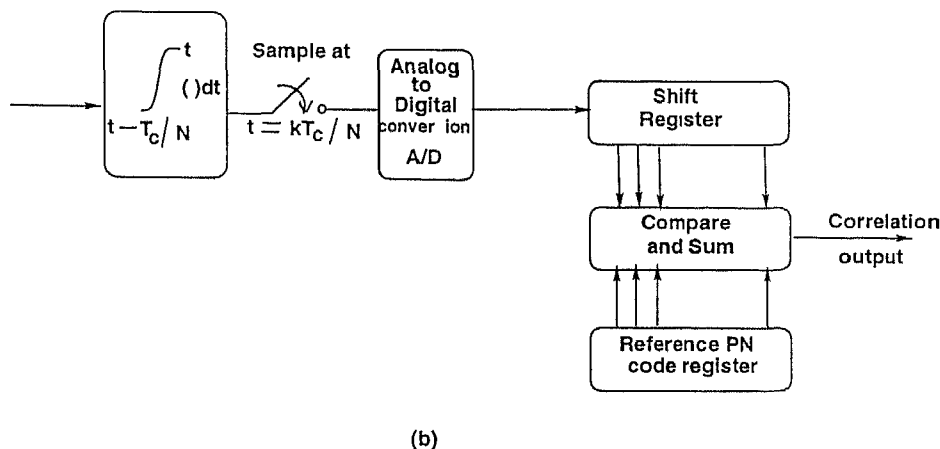 t
( )dt
t - Tc / N
Sample at
t = kTc / N
Analog
to
Digital
conver ion
A/D
Shift
Register
Compare
and Sum
Correlation
output
Reference PN
code register
(b)